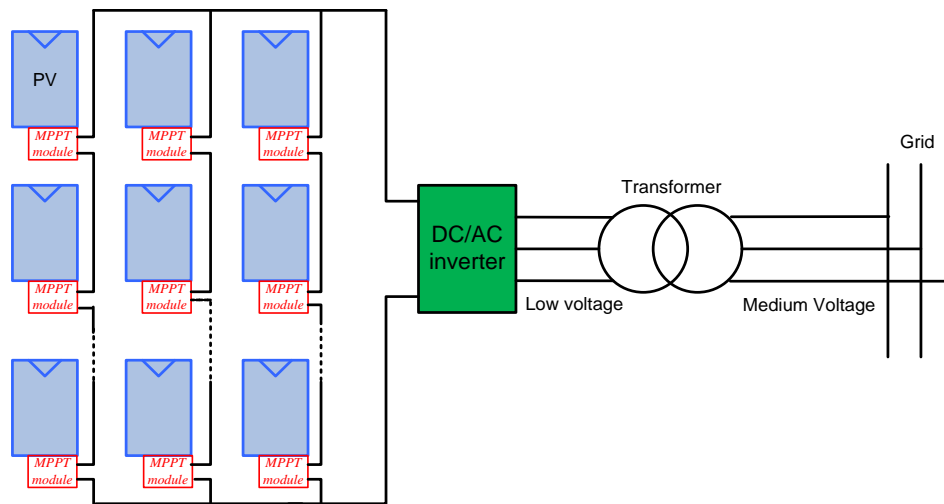 PV
MPPT
module
MPPT
module
MPPT
module
MPPT
module
MPPT
module
MPPT
module
MPPT
module
MPPT
module
MPPT
module
DC/AC
inverter
Transformer
Low voltage
Medium Voltage
Grid